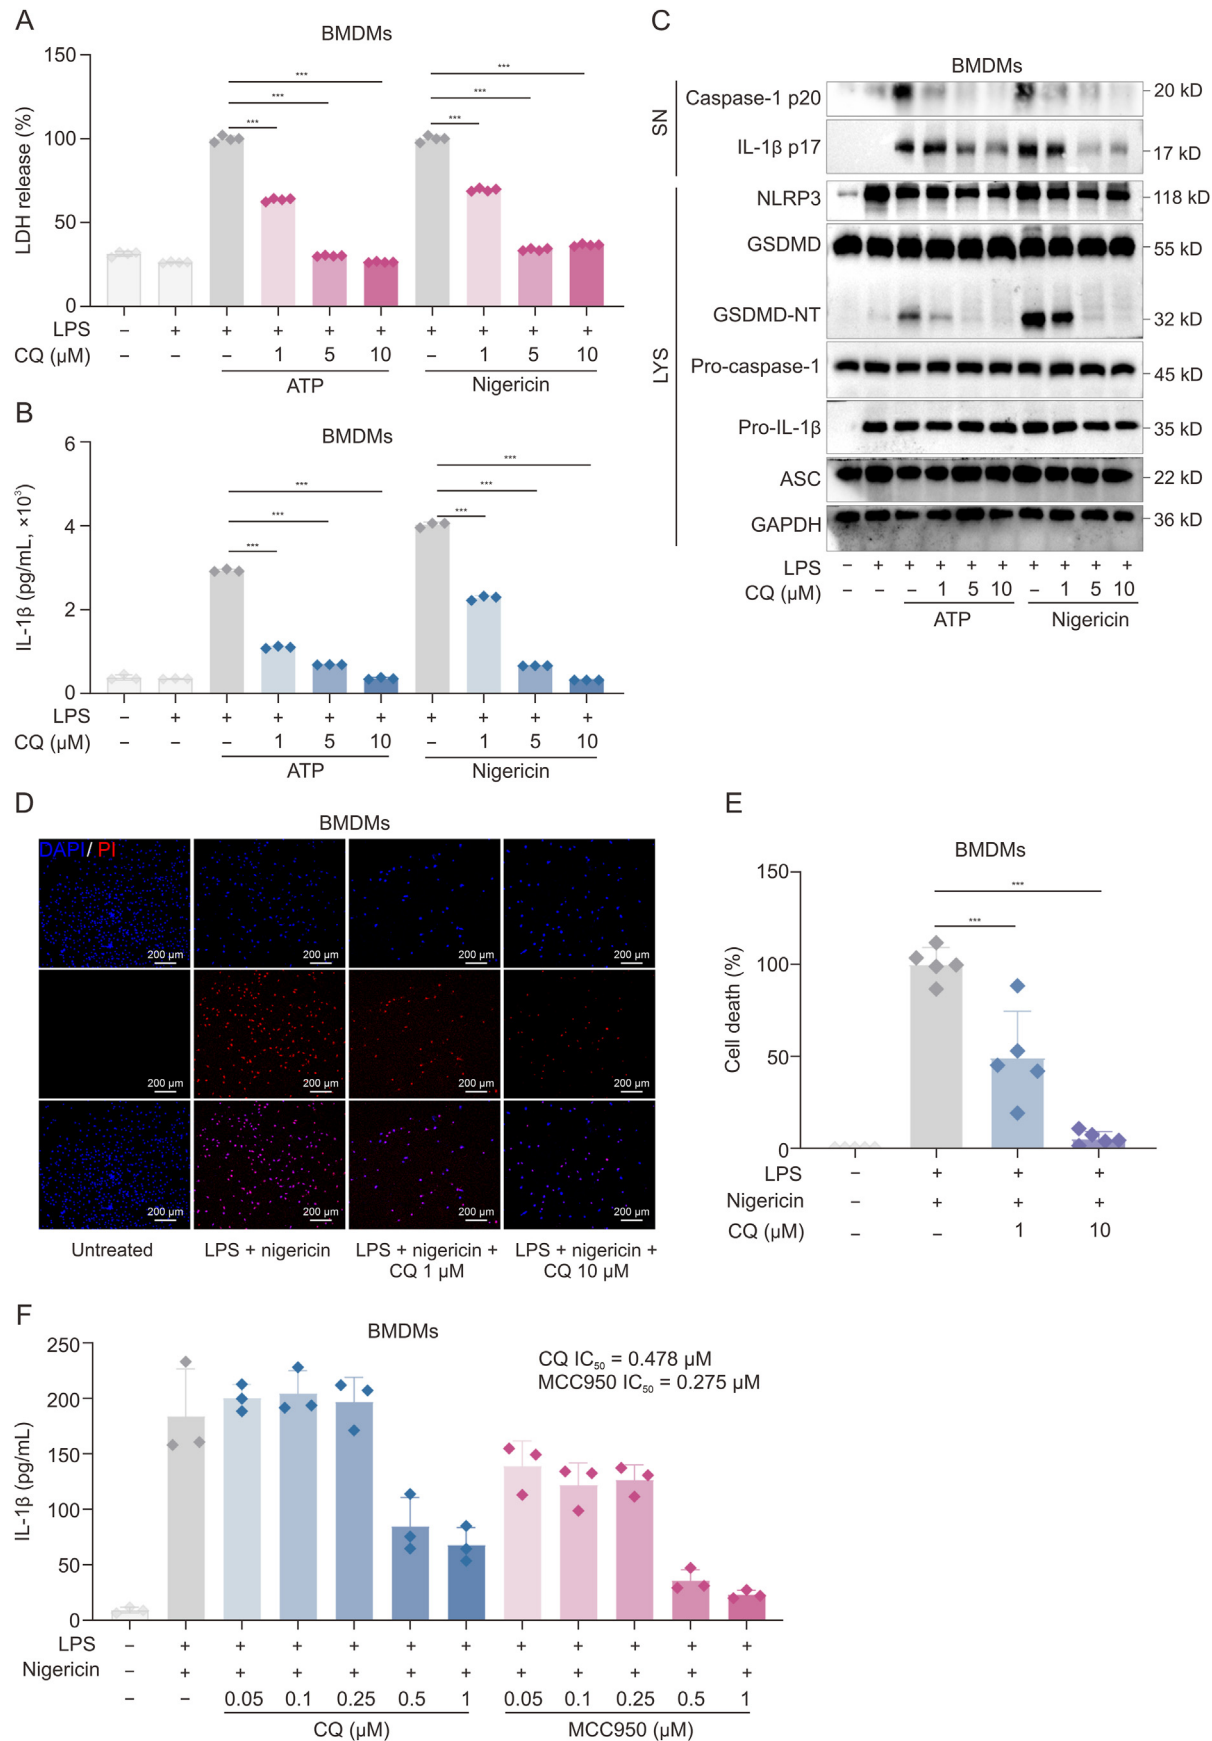 A
BMDMs
150
100
50
0
LDH release (%)
***
***
***
***
***
***
LPS – + + + + + + + + +
CQ (μM) – – – 1 5 10 – 1 5 10
ATP Nigericin
B
BMDMs
6
4
2
0
IL-1β (pg/mL, ×10³)
***
***
***
***
***
***
LPS – + + + + + + + + +
CQ (μM) – – – 1 5 10 – 1 5 10
ATP Nigericin
C
BMDMs
SN
Caspase-1 p20 20 kD
IL-1β p17 17 kD
LYS
NLRP3 118 kD
GSDMD 55 kD
GSDMD-NT 32 kD
Pro-caspase-1 45 kD
Pro-IL-1β 35 kD
ASC 22 kD
GAPDH 36 kD
LPS – + + + + + + + + +
CQ (μM) – – – 1 5 10 – 1 5 10
ATP Nigericin
D
BMDMs
DAPI/ PI
200 μm 200 μm 200 μm 200 μm
200 μm 200 μm 200 μm 200 μm
200 μm 200 μm 200 μm 200 μm
Untreated LPS + nigericin LPS + nigericin + LPS + nigericin +
CQ 1 μM CQ 10 μM
E
BMDMs
150
100
50
0
Cell death (%)
***
***
LPS – + + +
Nigericin – + + +
CQ (μM) – – 1 10
F
BMDMs
CQ IC₅₀ = 0.478 μM
MCC950 IC₅₀ = 0.275 μM
250
200
150
100
50
0
IL-1β (pg/mL)
LPS – + + + + + + + + + + +
Nigericin – + + + + + + + + + + +
– – 0.05 0.1 0.25 0.5 1 0.05 0.1 0.25 0.5 1
CQ (μM) MCC950 (μM)